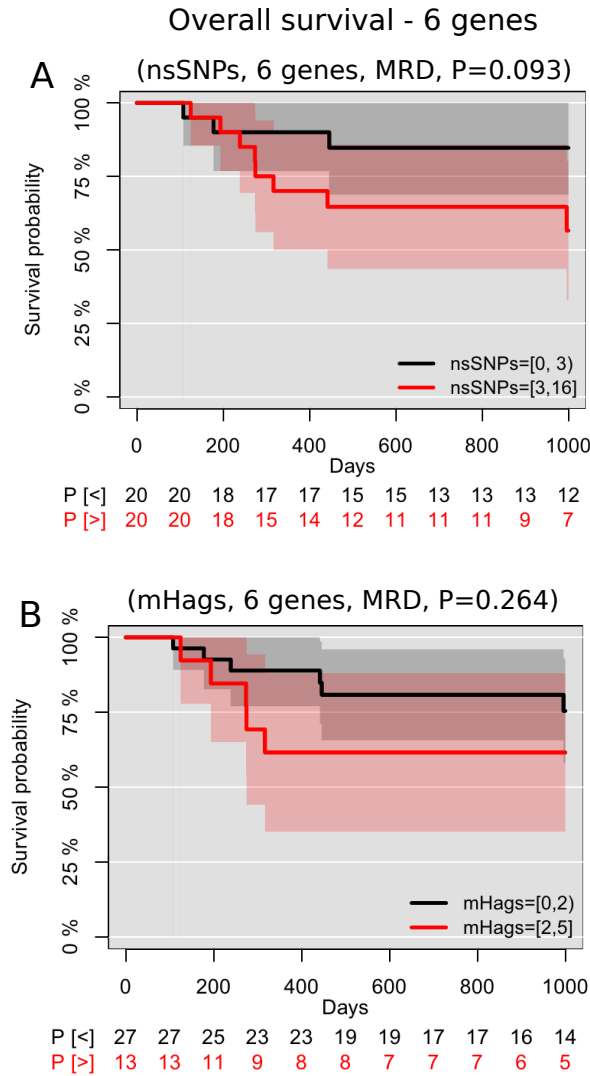 Overall survival - 6 genes
A
(nsSNPs, 6 genes, MRD, P=0.093)
100 %
75 %
50 %
25 %
0 %
Survival probability
nsSNPs=[0, 3)
nsSNPs=[3,16]
0 200 400 600 800 1000
Days
P [<] 20 20 18 17 17 15 15 13 13 13 12
P [>] 20 20 18 15 14 12 11 11 11 9 7
B
(mHags, 6 genes, MRD, P=0.264)
100 %
75 %
50 %
25 %
0 %
Survival probability
mHags=[0,2)
mHags=[2,5]
0 200 400 600 800 1000
Days
P [<] 27 27 25 23 23 19 19 17 17 16 14
P [>] 13 13 11 9 8 8 7 7 7 6 5